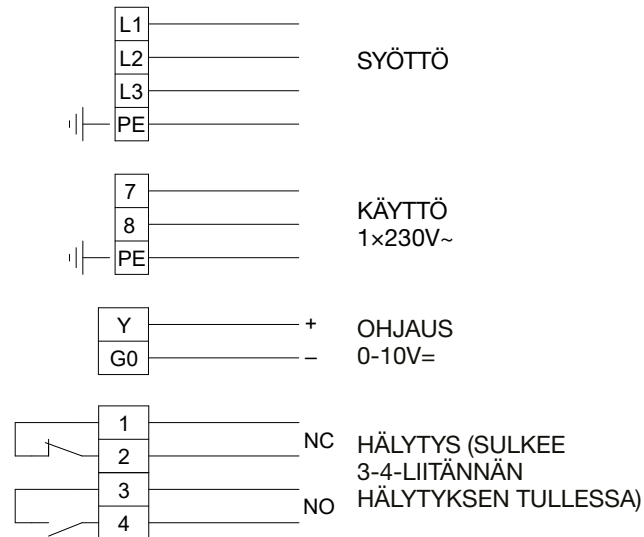 L1
L2
L3
PE
SYÖTTÖ
7
8
PE
KÄYTTÖ
1×230V~
Y
G0
+
–
OHJAUS
0-10V=
1
2
3
4
NC
NO
HÄLYTYS (SULKEE
3-4-LIITÄNNÄN
HÄLYTYKSEN TULLESSA)